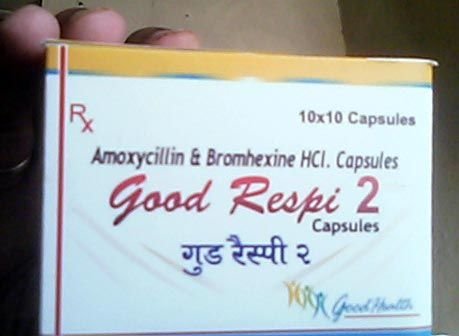 Rx
10x10 Capsules
Amoxycillin & Bromhexine HCl. Capsules
Good Respi 2
Capsules
गुड रैस्पी २
Good Health